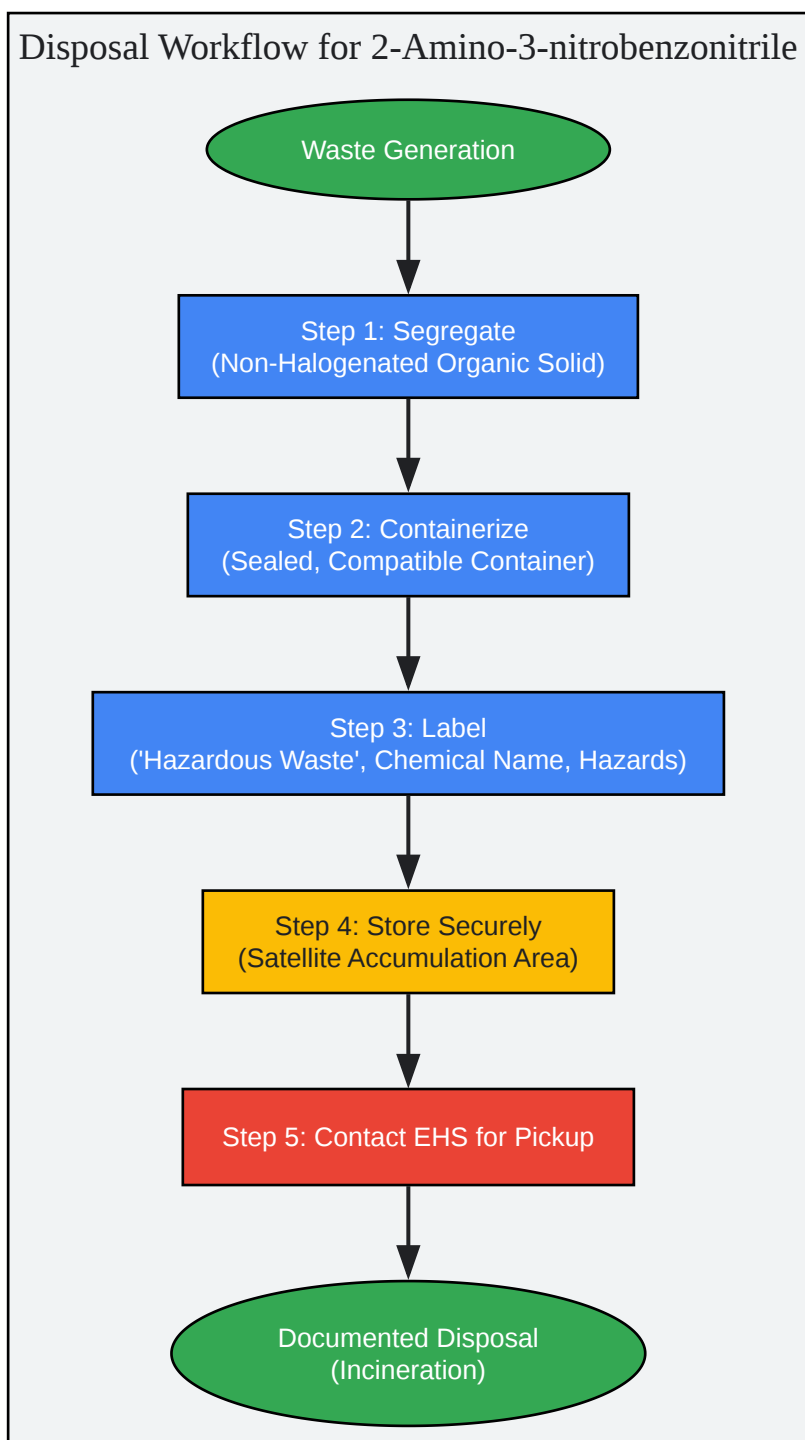 Disposal Workflow for 2-Amino-3-nitrobenzonitrile
Waste Generation
Step 1: Segregate
(Non-Halogenated Organic Solid)
Step 2: Containerize
(Sealed, Compatible Container)
Step 3: Label
('Hazardous Waste', Chemical Name, Hazards)
Step 4: Store Securely
(Satellite Accumulation Area)
Step 5: Contact EHS for Pickup
Documented Disposal
(Incineration)